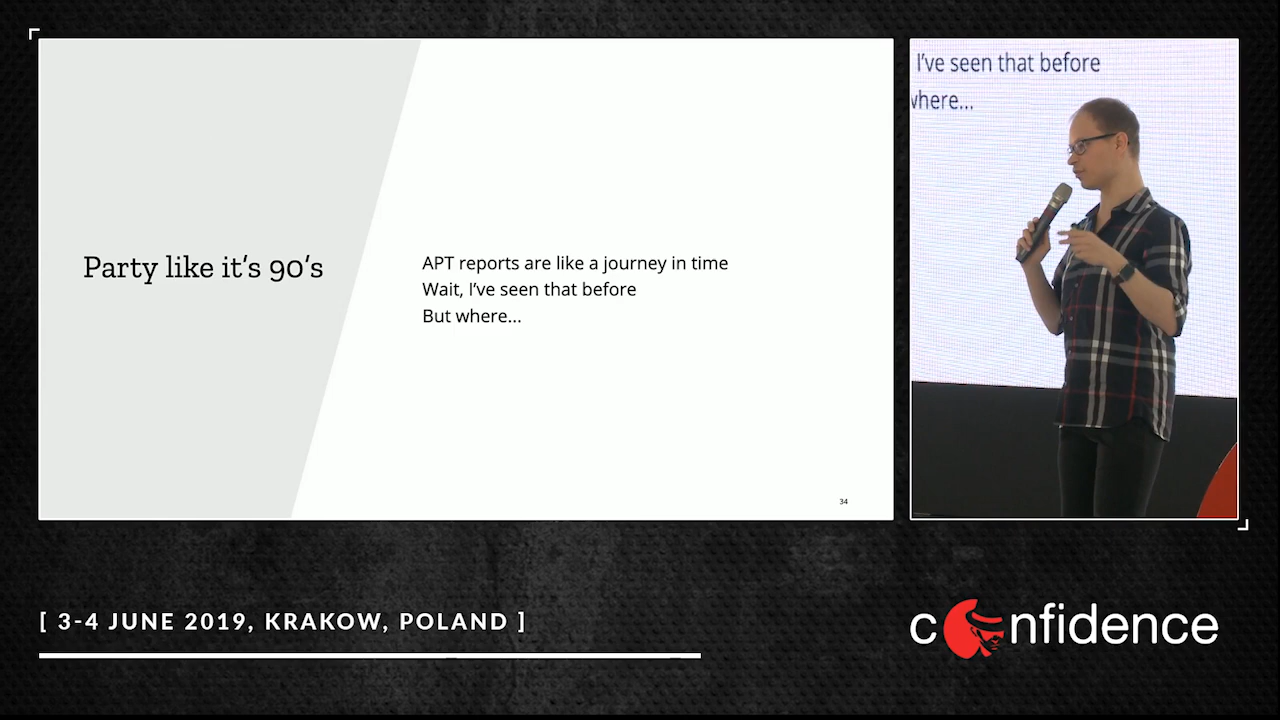 Party like it's 90's
APT reports are like a journey in time
Wait, I've seen that before
But where...
34
I've seen that before
where...
[ 3-4 JUNE 2019, KRAKOW, POLAND ]
confidence